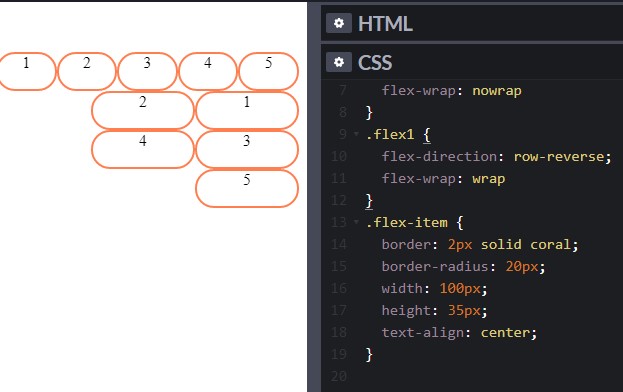 HTML
CSS
1 2 3 4 5
2 1
4 3
5
7 flex-wrap: nowrap
8 }
9 .flex1 {
10 flex-direction: row-reverse;
11 flex-wrap: wrap
12 }
13 .flex-item {
14 border: 2px solid coral;
15 border-radius: 20px;
16 width: 100px;
17 height: 35px;
18 text-align: center;
19 }
20